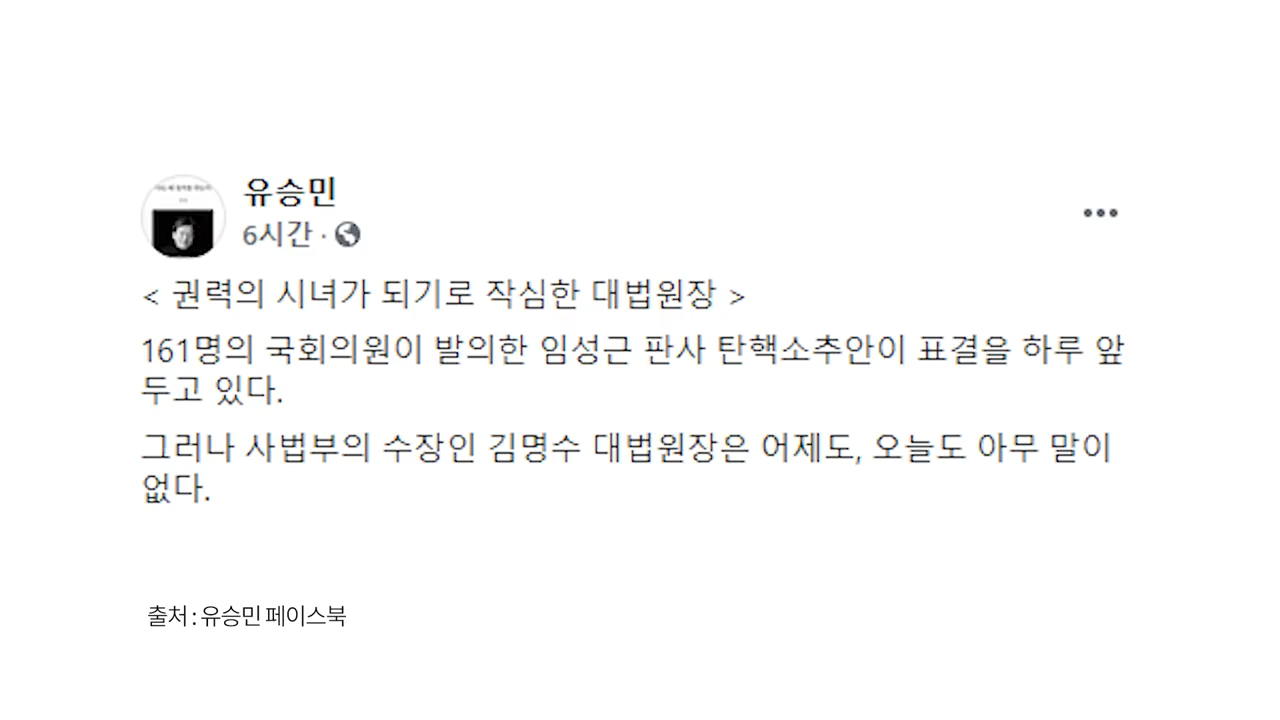 유승민
6시간 ·
< 권력의 시녀가 되기로 작심한 대법원장 >
161명의 국회의원이 발의한 임성근 판사 탄핵소추안이 표결을 하루 앞
두고 있다.
그러나 사법부의 수장인 김명수 대법원장은 어제도, 오늘도 아무 말이
없다.
출처 : 유승민 페이스북